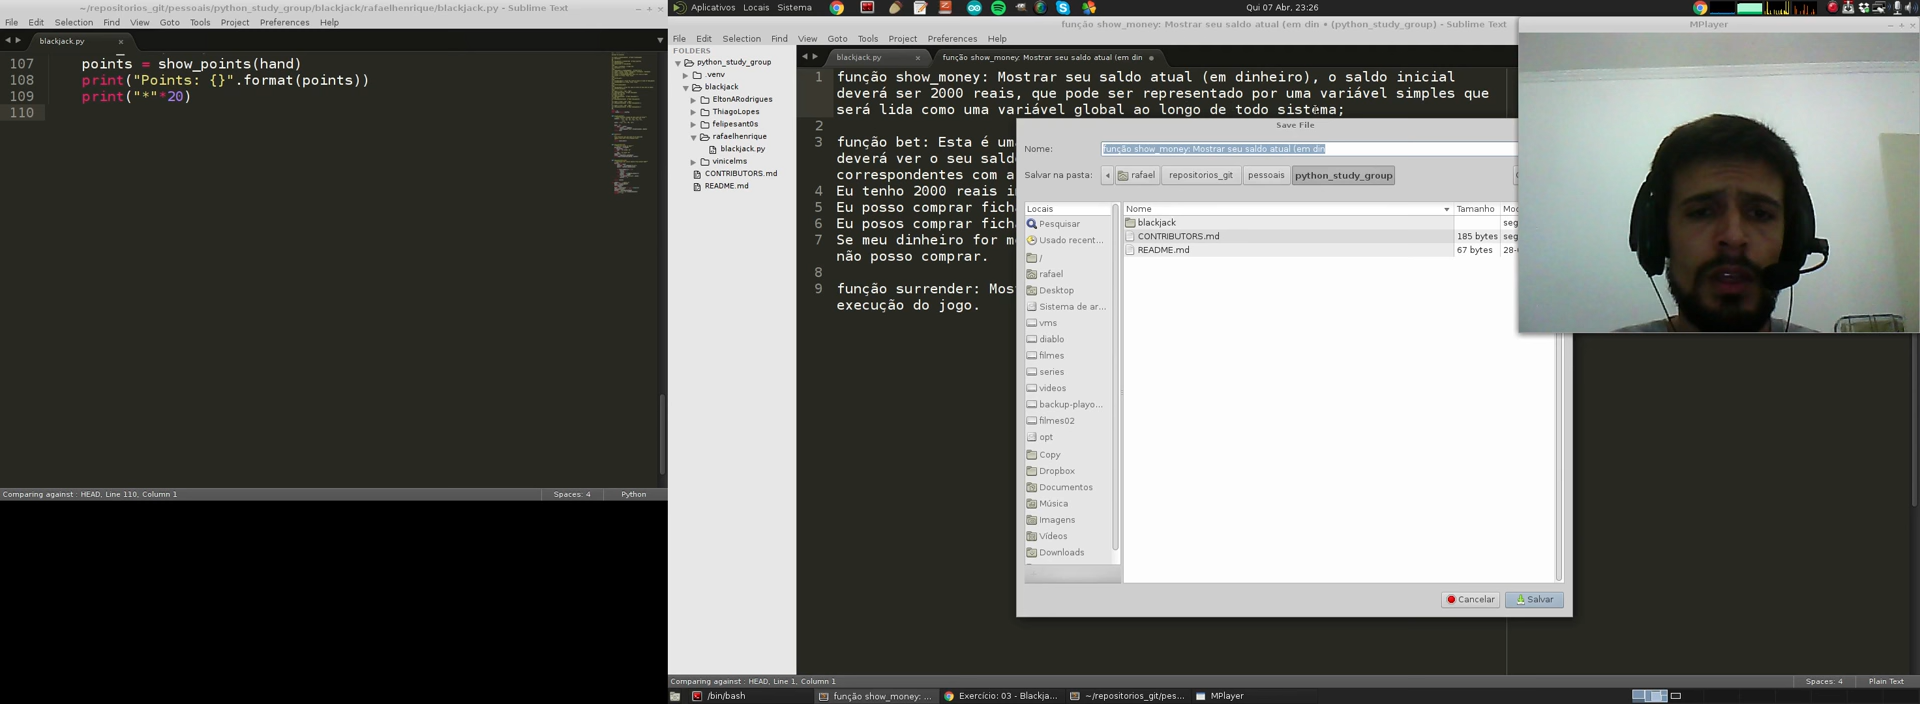 ~/repositorios_git/pessoais/python_study_group/blackjack/rafaelhenrique/blackjack.py - Sublime Text
File Edit Selection Find View Goto Tools Project Preferences Help
blackjack.py
107 points = show_points(hand)
108 print("Points: {}".format(points))
109 print("*"*20)
110
Comparing against : HEAD, Line 110, Column 1
Spaces: 4
Python
Aplicativos Locais Sistema
Qui 07 Abr, 23:26
função show_money: Mostrar seu saldo atual (em din • (python_study_group) - Sublime Text
File Edit Selection Find View Goto Tools Project Preferences Help
FOLDERS
python_study_group
.venv
blackjack
EltonARodrigues
ThiagoLopes
felipesant0s
rafaelhenrique
blackjack.py
vinicelms
CONTRIBUTORS.md
README.md
blackjack.py
função show_money: Mostrar seu saldo atual (em din
1 função show_money: Mostrar seu saldo atual (em dinheiro), o saldo inicial
deverá ser 2000 reais, que pode ser representado por uma variável simples que
será lida como uma variável global ao longo de todo sistema;
2
3 função bet: Esta é um
deverá ver o seu sald
correspondentes com a
4 Eu tenho 2000 reais i
5 Eu posso comprar fich
6 Eu posos comprar fich
7 Se meu dinheiro for m
não posso comprar.
8
9 função surrender: Mos
execução do jogo.
Save File
Nome: função show_money: Mostrar seu saldo atual (em din
Salvar na pasta: rafael repositorios_git pessoais python_study_group
Locais
Pesquisar
Usado recent...
/
rafael
Desktop
Sistema de ar...
vms
diablo
filmes
series
videos
backup-playo...
filmes02
opt
Copy
Dropbox
Documentos
Música
Imagens
Vídeos
Downloads
Nome Tamanho Moc
blackjack seg
CONTRIBUTORS.md 185 bytes seg
README.md 67 bytes
Cancelar Salvar
MPlayer
Comparing against : HEAD, Line 1, Column 1
Spaces: 4
Plain Text
/bin/bash
função show_money: ...
Exercício: 03 - Blackja...
~/repositorios_git/pes...
MPlayer